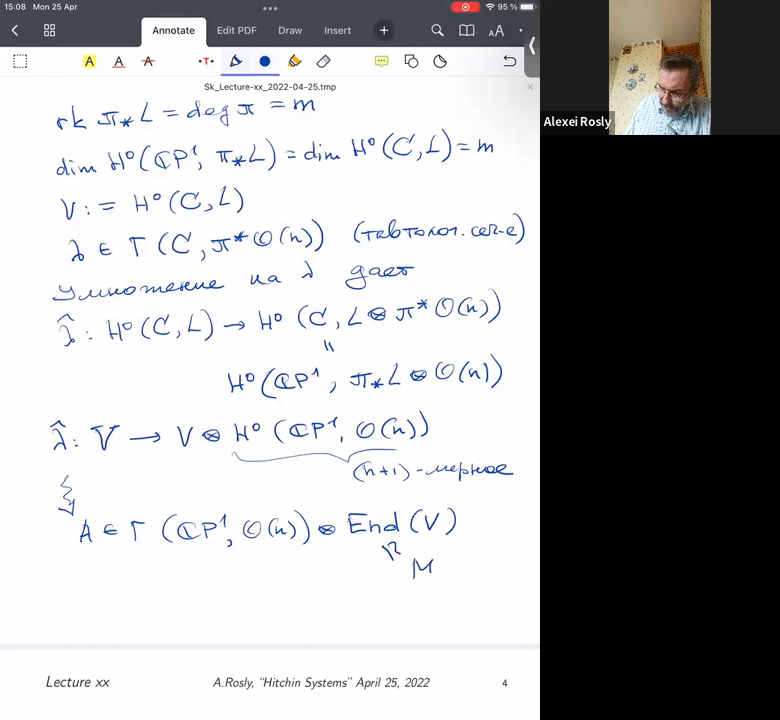 15:08 Mon 25 Apr
95 %
Annotate Edit PDF Draw Insert
Sk_Lecture-xx_2022-04-25.tmp
Alexei Rosly
rk π_* L = deg π = m
dim H⁰(ℂP¹, π_* L) = dim H⁰(C, L) = m
V := H⁰(C, L)
λ ∈ Γ(C, π* O(n)) (тавтолог. сеч-е)
Умножение на λ дает
λ̂ : H⁰(C, L) → H⁰(C, L ⊗ π* O(n))
=
H⁰(ℂP¹, π_* L ⊗ O(n))
λ̂ : V → V ⊗ H⁰(ℂP¹, O(n))
(n+1)-мерное
A ∈ Γ(ℂP¹, O(n)) ⊗ End(V)
M
Lecture xx A.Rosly, “Hitchin Systems” April 25, 2022 4